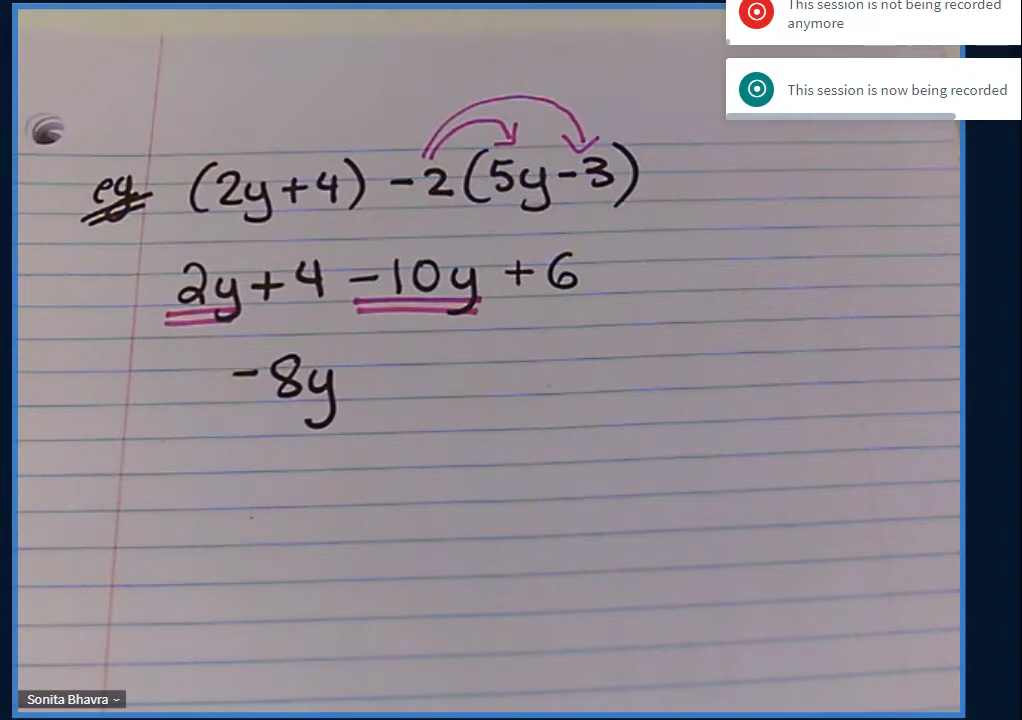 This session is not being recorded
anymore
This session is now being recorded
eg (2y+4) -2(5y-3)
2y+4 -10y +6
-8y
Sonita Bhavra